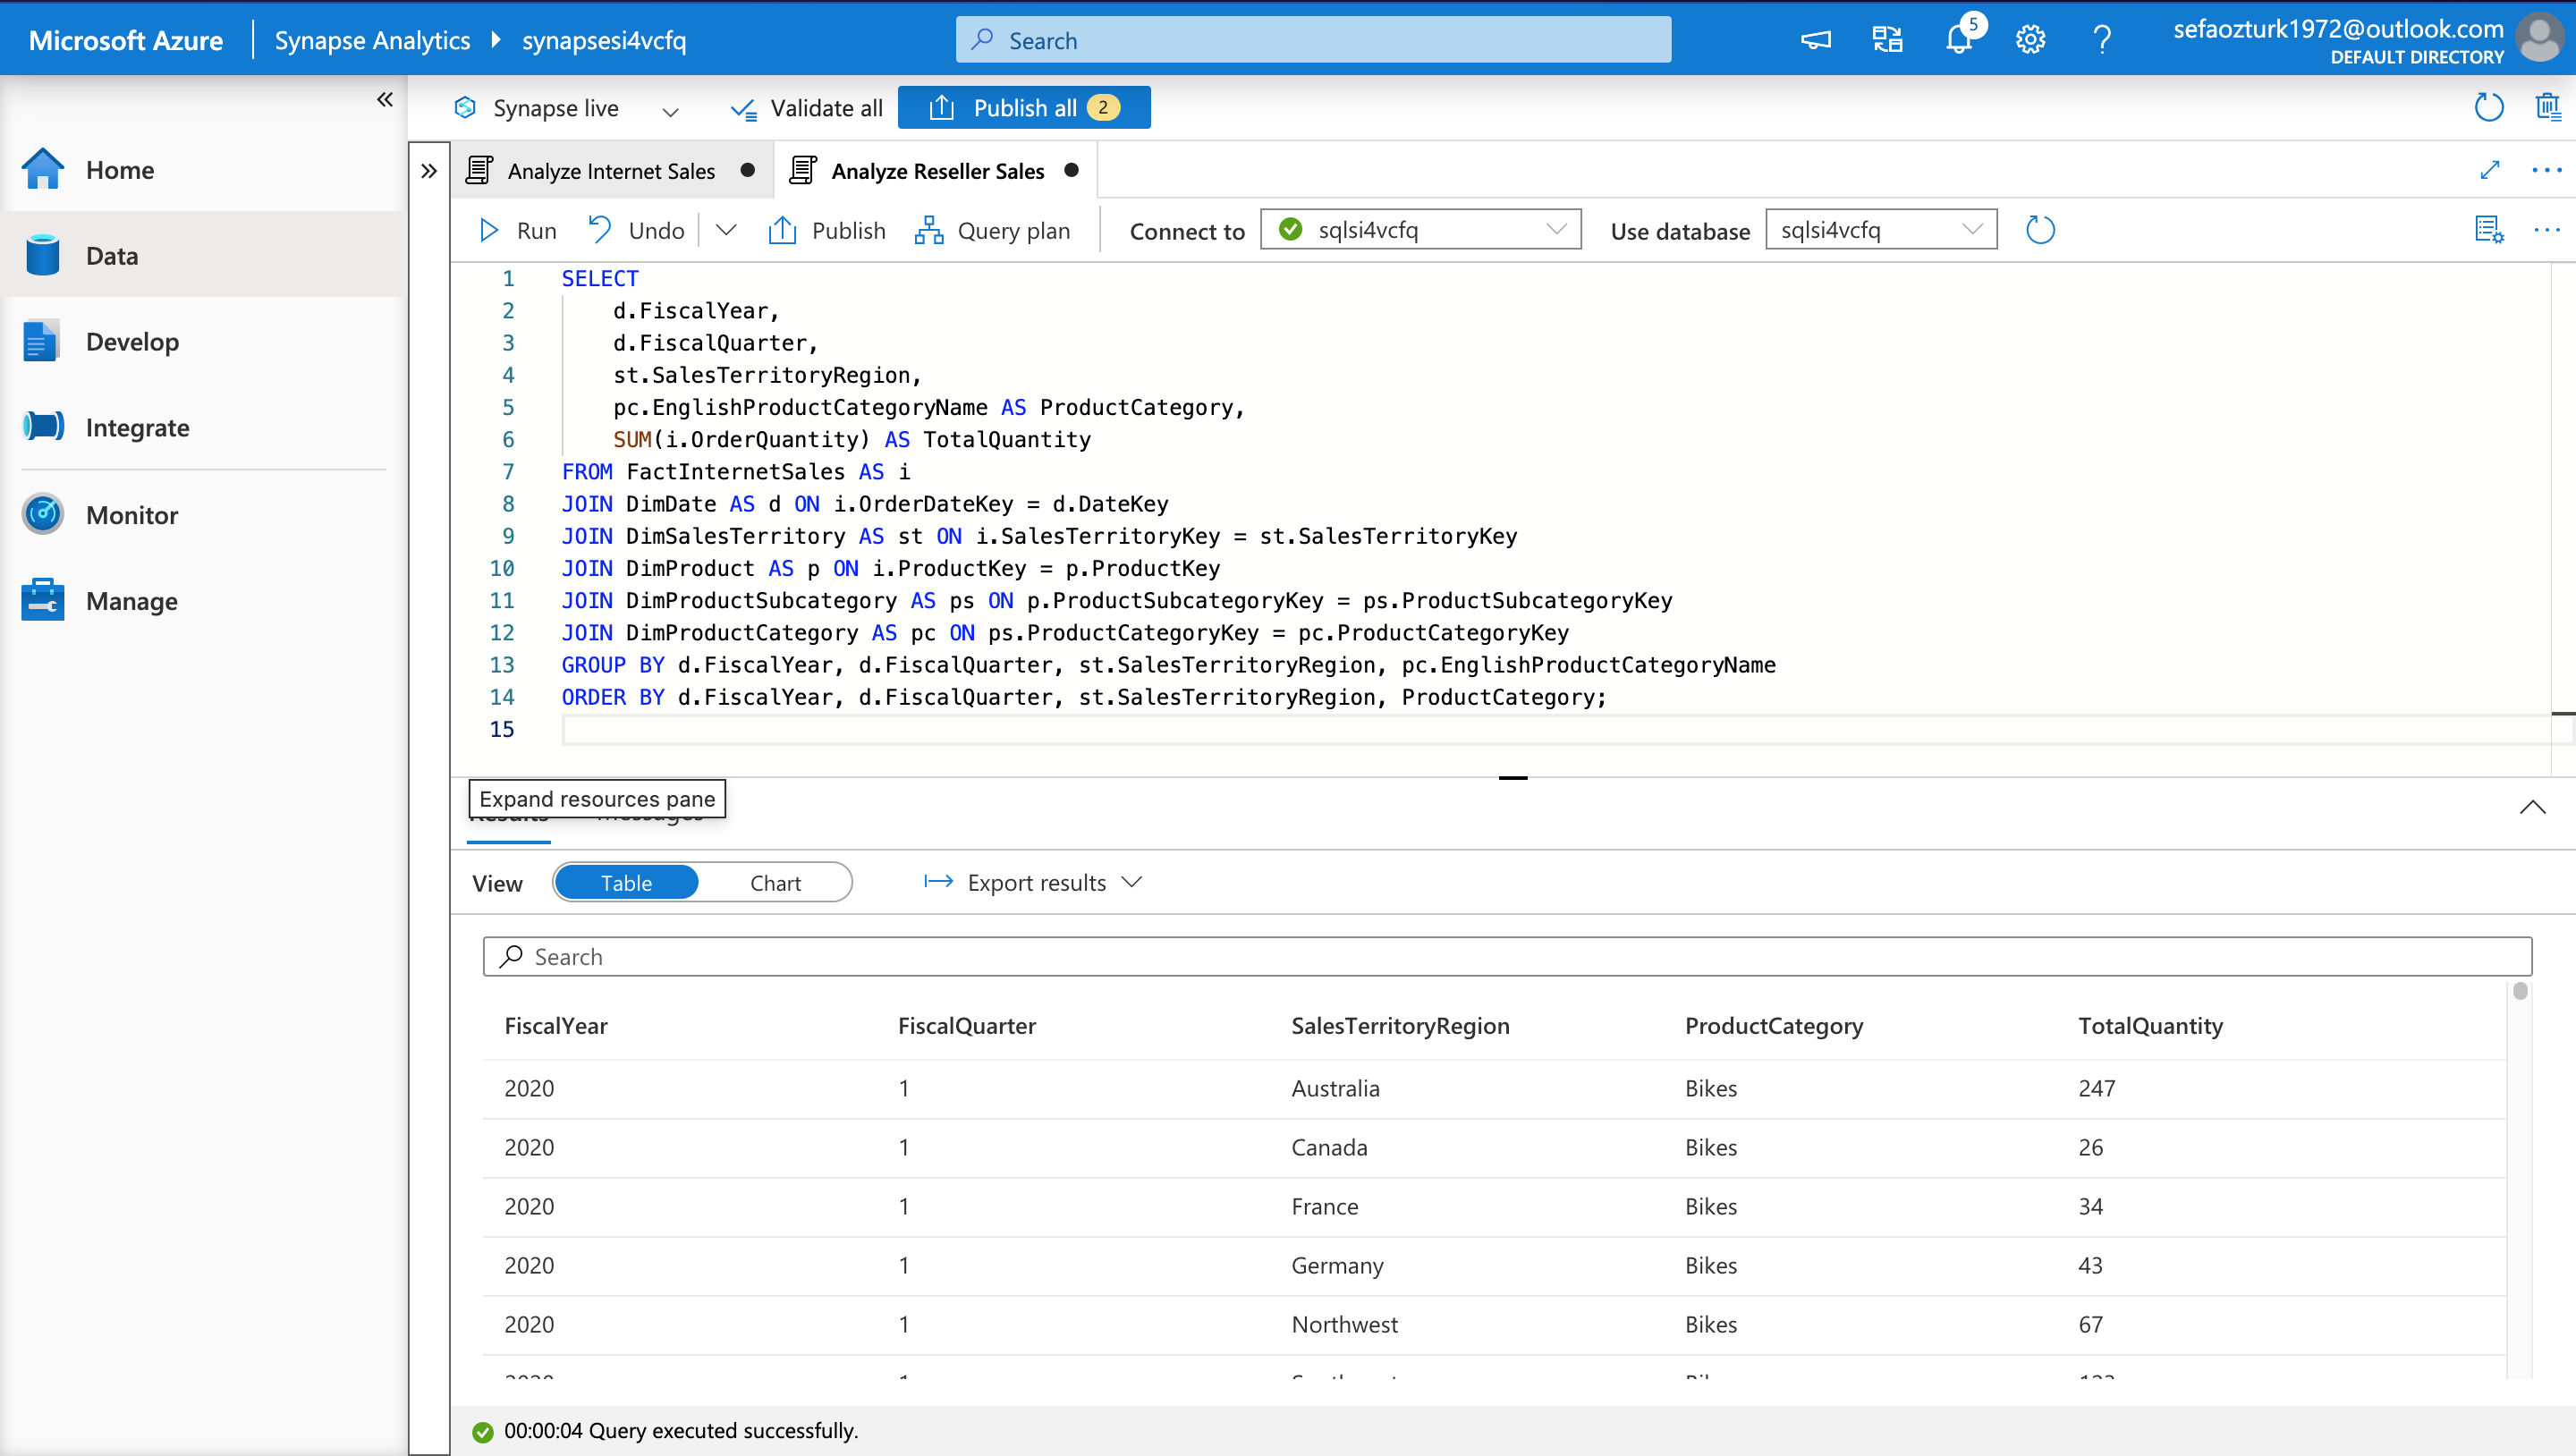 Microsoft Azure
Synapse Analytics
synapsesi4vcfq
Search
5
sefaozturk1972@outlook.com
DEFAULT DIRECTORY
Home
Data
Develop
Integrate
Monitor
Manage
Synapse live
Validate all
Publish all 2
Analyze Internet Sales
Analyze Reseller Sales
Run
Undo
Publish
Query plan
Connect to
sqlsi4vcfq
Use database
sqlsi4vcfq
1 SELECT
2 d.FiscalYear,
3 d.FiscalQuarter,
4 st.SalesTerritoryRegion,
5 pc.EnglishProductCategoryName AS ProductCategory,
6 SUM(i.OrderQuantity) AS TotalQuantity
7 FROM FactInternetSales AS i
8 JOIN DimDate AS d ON i.OrderDateKey = d.DateKey
9 JOIN DimSalesTerritory AS st ON i.SalesTerritoryKey = st.SalesTerritoryKey
10 JOIN DimProduct AS p ON i.ProductKey = p.ProductKey
11 JOIN DimProductSubcategory AS ps ON p.ProductSubcategoryKey = ps.ProductSubcategoryKey
12 JOIN DimProductCategory AS pc ON ps.ProductCategoryKey = pc.ProductCategoryKey
13 GROUP BY d.FiscalYear, d.FiscalQuarter, st.SalesTerritoryRegion, pc.EnglishProductCategoryName
14 ORDER BY d.FiscalYear, d.FiscalQuarter, st.SalesTerritoryRegion, ProductCategory;
15
Expand resources pane
View
Table
Chart
Export results
Search
FiscalYear FiscalQuarter SalesTerritoryRegion ProductCategory TotalQuantity
2020 1 Australia Bikes 247
2020 1 Canada Bikes 26
2020 1 France Bikes 34
2020 1 Germany Bikes 43
2020 1 Northwest Bikes 67
00:00:04 Query executed successfully.